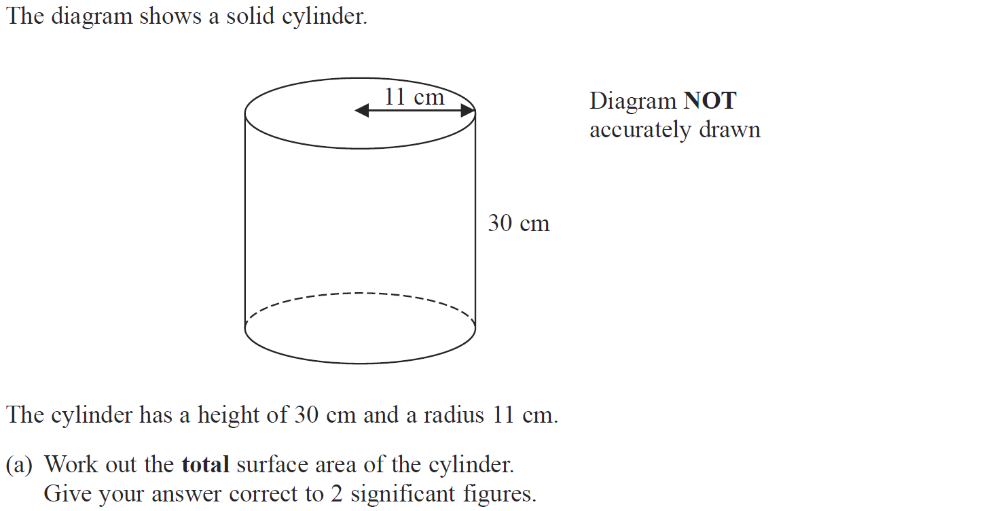 The diagram shows a solid cylinder.
11 cm
Diagram NOT
accurately drawn
30 cm
The cylinder has a height of 30 cm and a radius 11 cm.
(a) Work out the total surface area of the cylinder.
Give your answer correct to 2 significant figures.